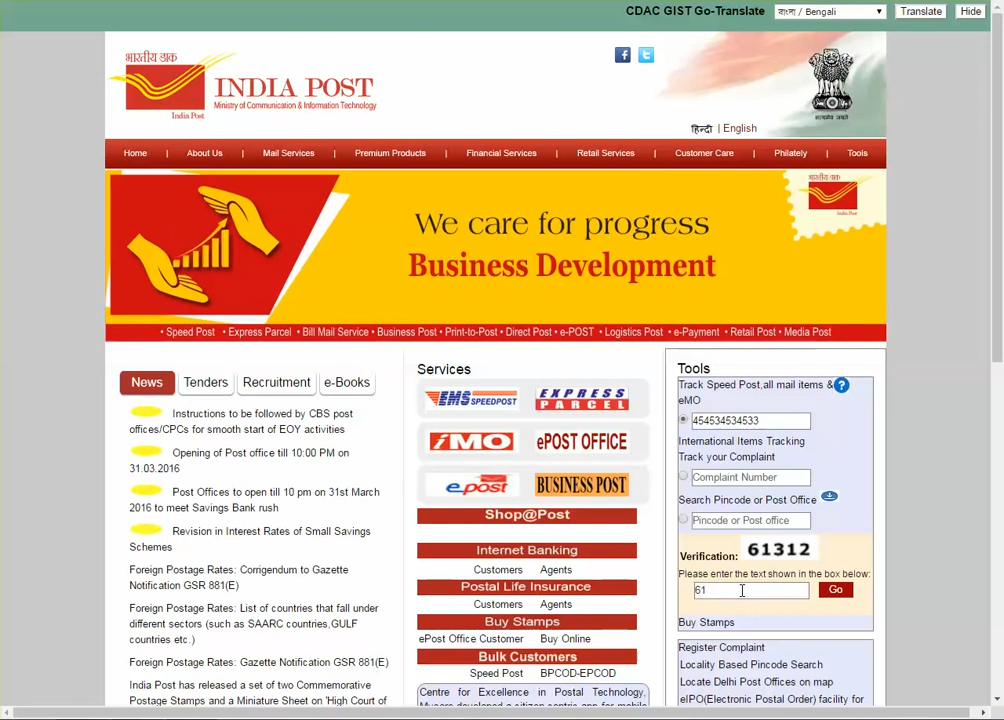 CDAC GIST Go-Translate
বাংলা / Bengali
Translate
Hide
भारतीय डाक
India Post
INDIA POST
Ministry of Communication & Information Technology
सत्यमेव जयते
हिन्दी | English
Home | About Us | Mail Services | Premium Products | Financial Services | Retail Services | Customer Care | Philately | Tools
भारतीय डाक
India Post
We care for progress
Business Development
• Speed Post • Express Parcel • Bill Mail Service • Business Post • Print-to-Post • Direct Post • e-POST • Logistics Post • e-Payment • Retail Post • Media Post
News
Tenders
Recruitment
e-Books
Instructions to be followed by CBS post
offices/CPCs for smooth start of EOY activities
Opening of Post office till 10:00 PM on
31.03.2016
Post Offices to open till 10 pm on 31st March
2016 to meet Savings Bank rush
Revision in Interest Rates of Small Savings
Schemes
Foreign Postage Rates: Corrigendum to Gazette
Notification GSR 881(E)
Foreign Postage Rates: List of countries that fall under
different sectors (such as SAARC countries,GULF
countries etc.)
Foreign Postage Rates: Gazette Notification GSR 881(E)
India Post has released a set of two Commemorative
Postage Stamps and a Miniature Sheet on 'High Court of
Services
EMS SPEEDPOST
EXPRESS PARCEL
iMO
ePOST OFFICE
e-post
BUSINESS POST
Shop@Post
Internet Banking
Customers Agents
Postal Life Insurance
Customers Agents
Buy Stamps
ePost Office Customer Buy Online
Bulk Customers
Speed Post BPCOD-EPCOD
Centre for Excellence in Postal Technology,
Tools
Track Speed Post,all mail items & ?
eMO
454534534533
International Items Tracking
Track your Complaint
Complaint Number
Search Pincode or Post Office
Pincode or Post office
Verification: 61312
Please enter the text shown in the box below:
61
Go
Buy Stamps
Register Complaint
Locality Based Pincode Search
Locate Delhi Post Offices on map
eIPO(Electronic Postal Order) facility for